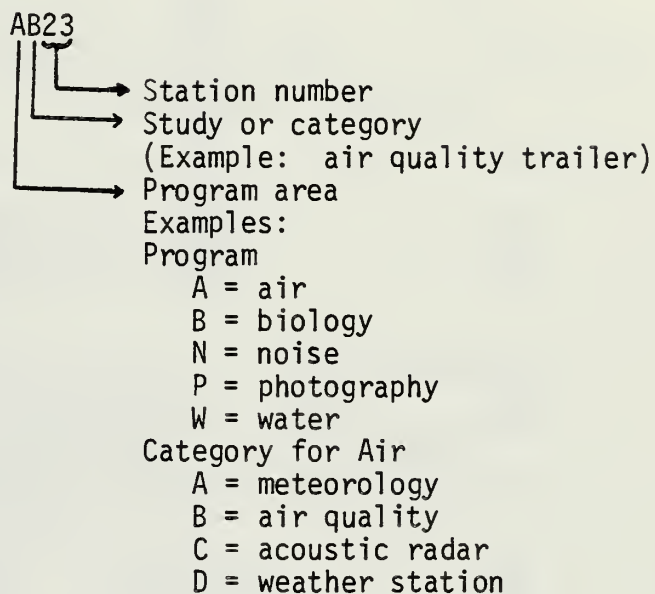 AB23
Station number
Study or category
(Example: air quality trailer)
Program area
Examples:
Program
A = air
B = biology
N = noise
P = photography
W = water
Category for Air
A = meteorology
B = air quality
C = acoustic radar
D = weather station